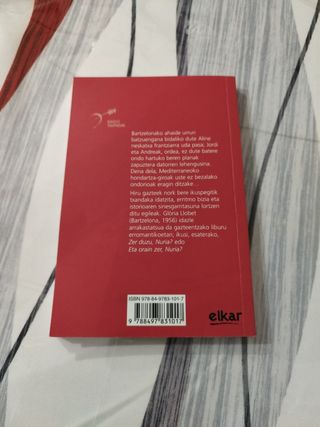 Bartzelonako ahaide urrun
batzuengana bidaliko dute Aline
neskatxa frantziarra uda pasa; Jordi
eta Andreak, ordea, ez dute batere
ondo hartuko beren planak
zapuztera datorren lehengusina.
Dena dela, Mediterraneoko
hondartza-giroak uste ez bezalako
ondorioak eragin ditzake...
Hiru gazteek nork bere ikuspegitik
txandaka idatzita, erritmo bizia eta
istorioaren sinesgarritasuna lortzen
ditu egileak. Glòria Llobet
(Bartzelona, 1956) idazle
arrakastatsua da gazteentzako liburu
erromantikoetan, ikusi, esaterako,
Zer duzu, Nuria? edo
Eta orain zer, Nuria?
ISBN 978-84-9783-101-7
9 788497 831017
elkar